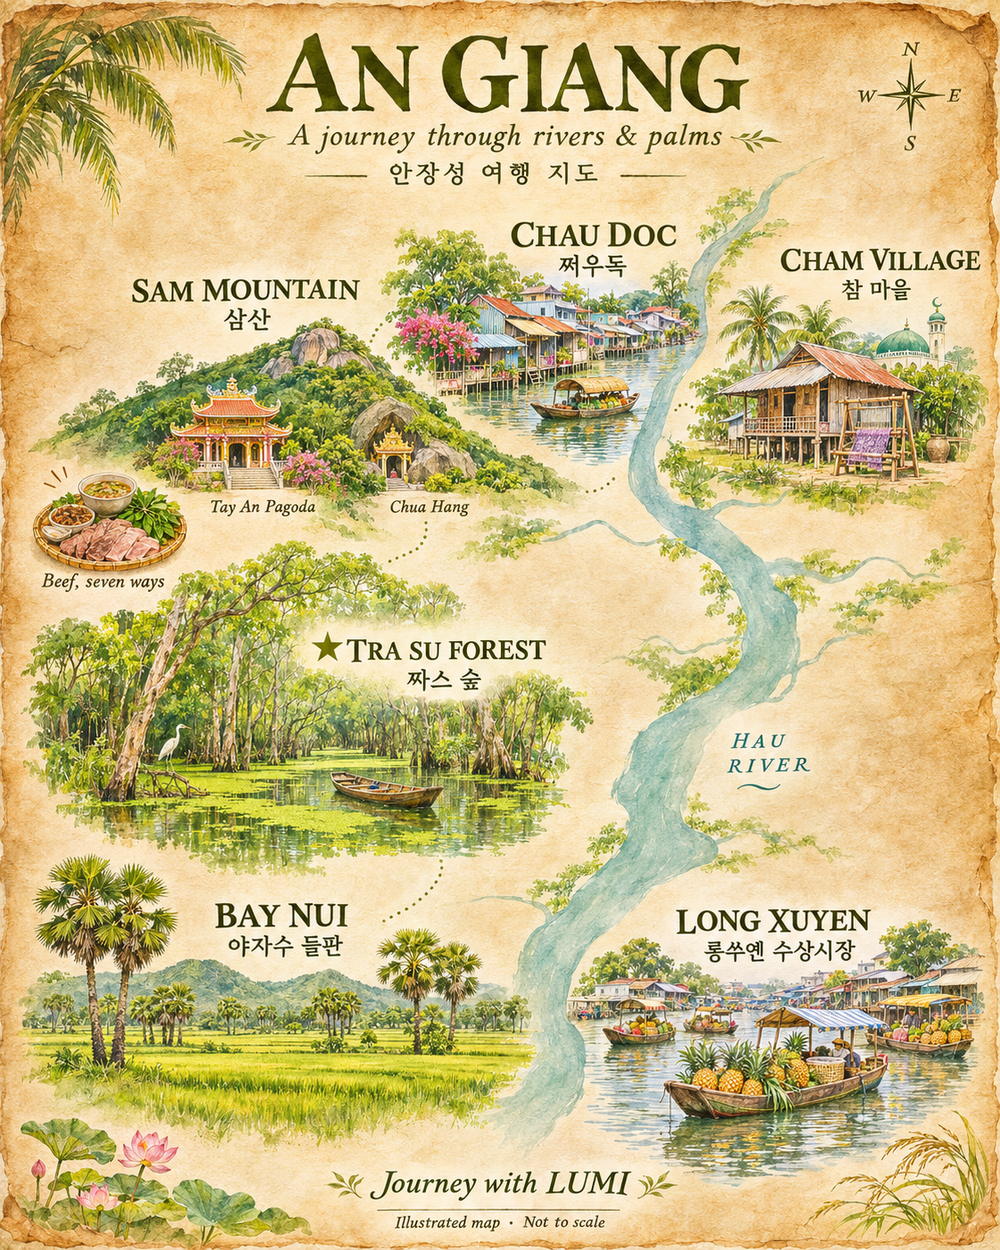 AN GIANG
A journey through rivers & palms
안장성 여행 지도
N
W E
S
CHAU DOC
쩌우독
CHAM VILLAGE
참 마을
SAM MOUNTAIN
삼산
Tay An Pagoda
Chua Hang
Beef, seven ways
TRA SU FOREST
짜스 숲
HAU
RIVER
BAY NUI
야자수 들판
LONG XUYEN
롱쑤옌 수상시장
Journey with LUMI
Illustrated map · Not to scale